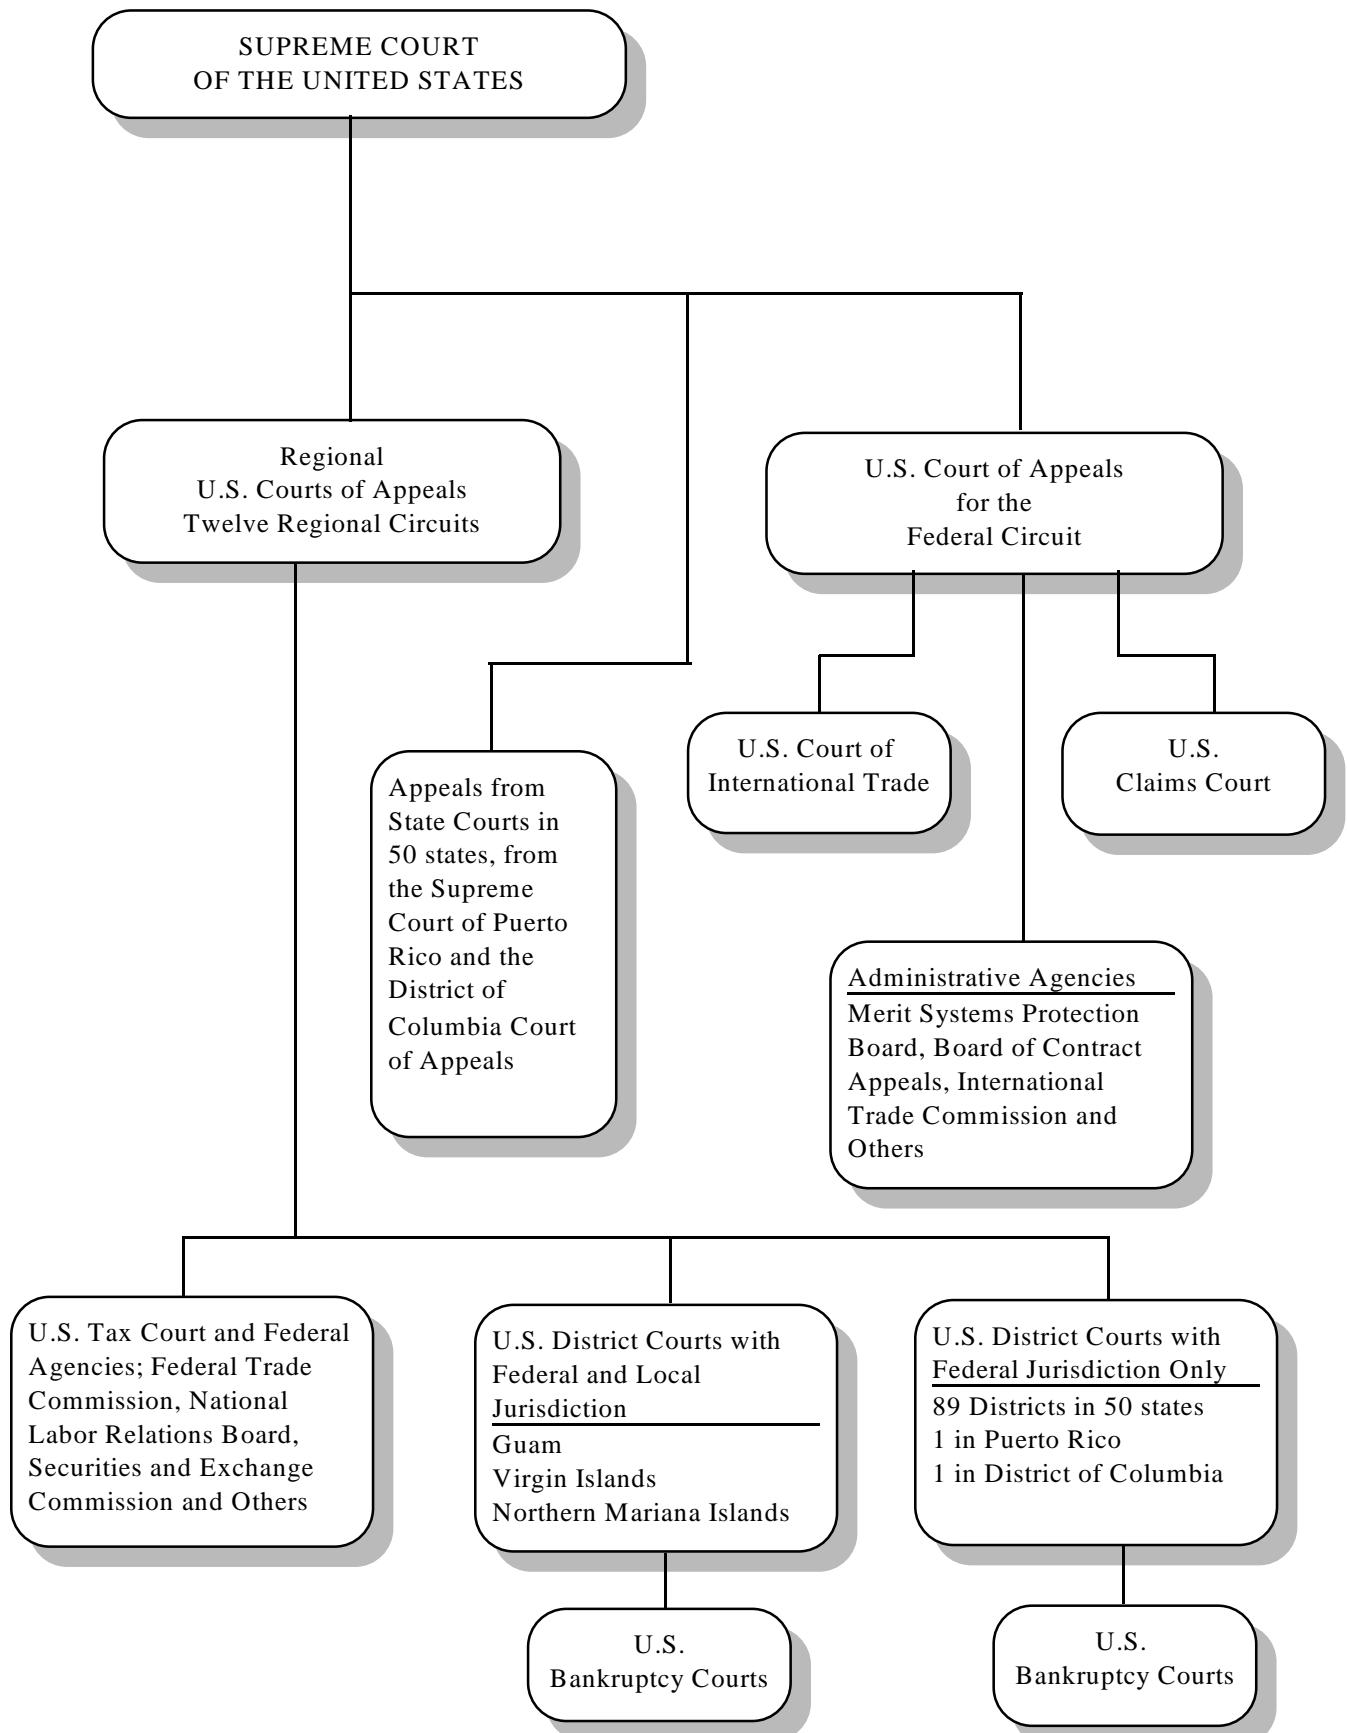 SUPREME COURT
OF THE UNITED STATES
Regional
U.S. Courts of Appeals
Twelve Regional Circuits
U.S. Court of Appeals
for the
Federal Circuit
Appeals from
State Courts in
50 states, from
the Supreme
Court of Puerto
Rico and the
District of
Columbia Court
of Appeals
U.S. Court of
International Trade
U.S.
Claims Court
Administrative Agencies
Merit Systems Protection
Board, Board of Contract
Appeals, International
Trade Commission and
Others
U.S. Tax Court and Federal
Agencies; Federal Trade
Commission, National
Labor Relations Board,
Securities and Exchange
Commission and Others
U.S. District Courts with
Federal and Local
Jurisdiction
Guam
Virgin Islands
Northern Mariana Islands
U.S. District Courts with
Federal Jurisdiction Only
89 Districts in 50 states
1 in Puerto Rico
1 in District of Columbia
U.S.
Bankruptcy Courts
U.S.
Bankruptcy Courts